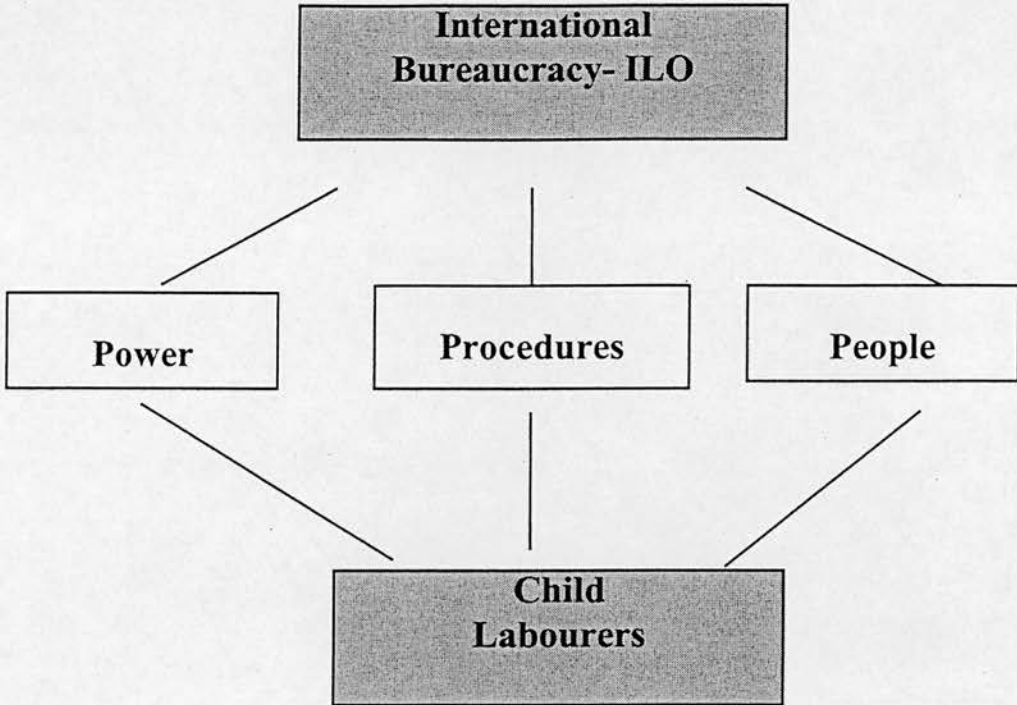 International
Bureaucracy- ILO
Power
Procedures
People
Child
Labourers